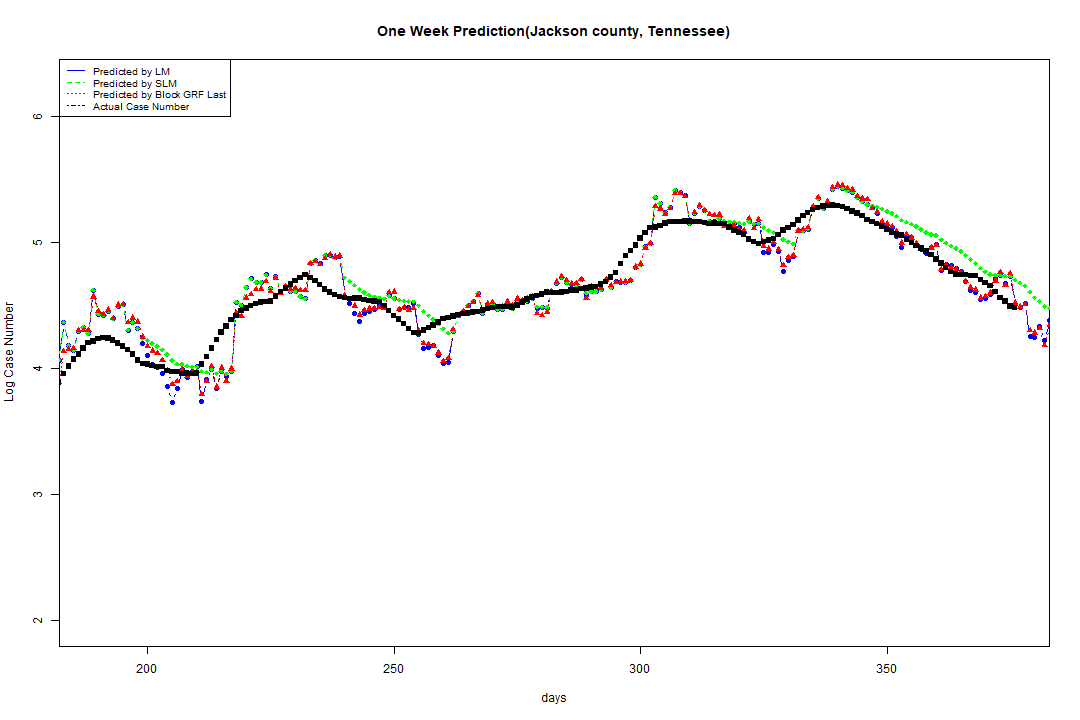 One Week Prediction(Jackson county, Tennessee)
Predicted by LM
Predicted by SLM
Predicted by Block GRF Last
Actual Case Number
6
5
4
3
2
Log Case Number
200 250 300 350
days